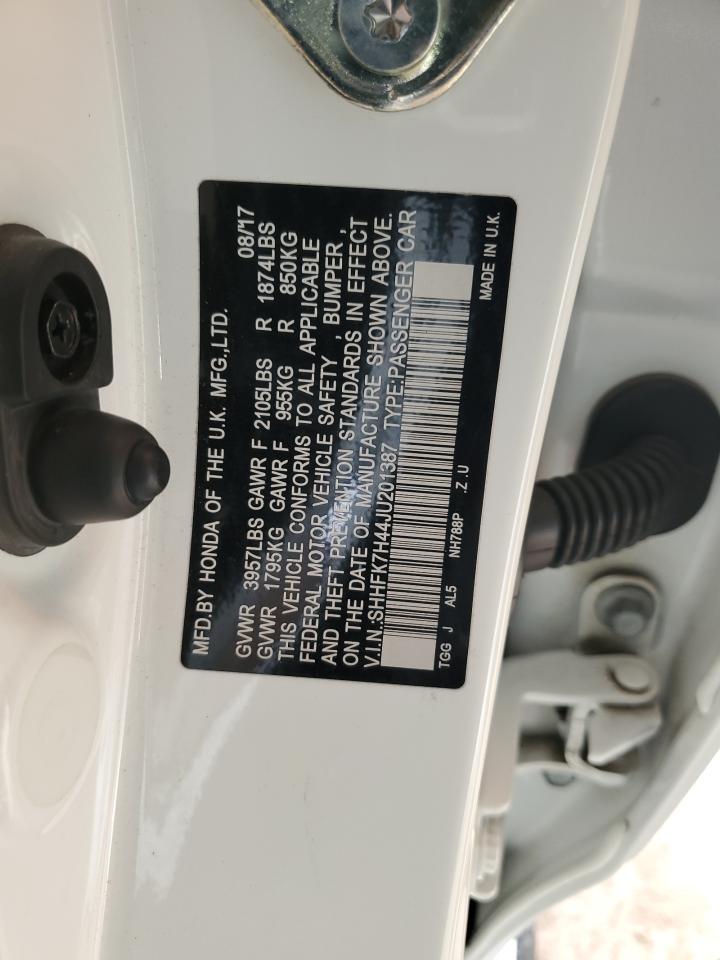 MFD.BY HONDA OF THE U.K. MFG.,LTD.
08/17
GVWR 3957LBS GAWR F 2105LBS R 1874LBS
GVWR 1795KG GAWR F 955KG R 850KG
THIS VEHICLE CONFORMS TO ALL APPLICABLE
FEDERAL MOTOR VEHICLE SAFETY , BUMPER ,
AND THEFT PREVENTION STANDARDS IN EFFECT
ON THE DATE OF MANUFACTURE SHOWN ABOVE.
V.I.N.:SHHFK7H44JU201387 TYPE:PASSENGER CAR
TGG J AL5 NH788P .Z.U MADE IN U.K.